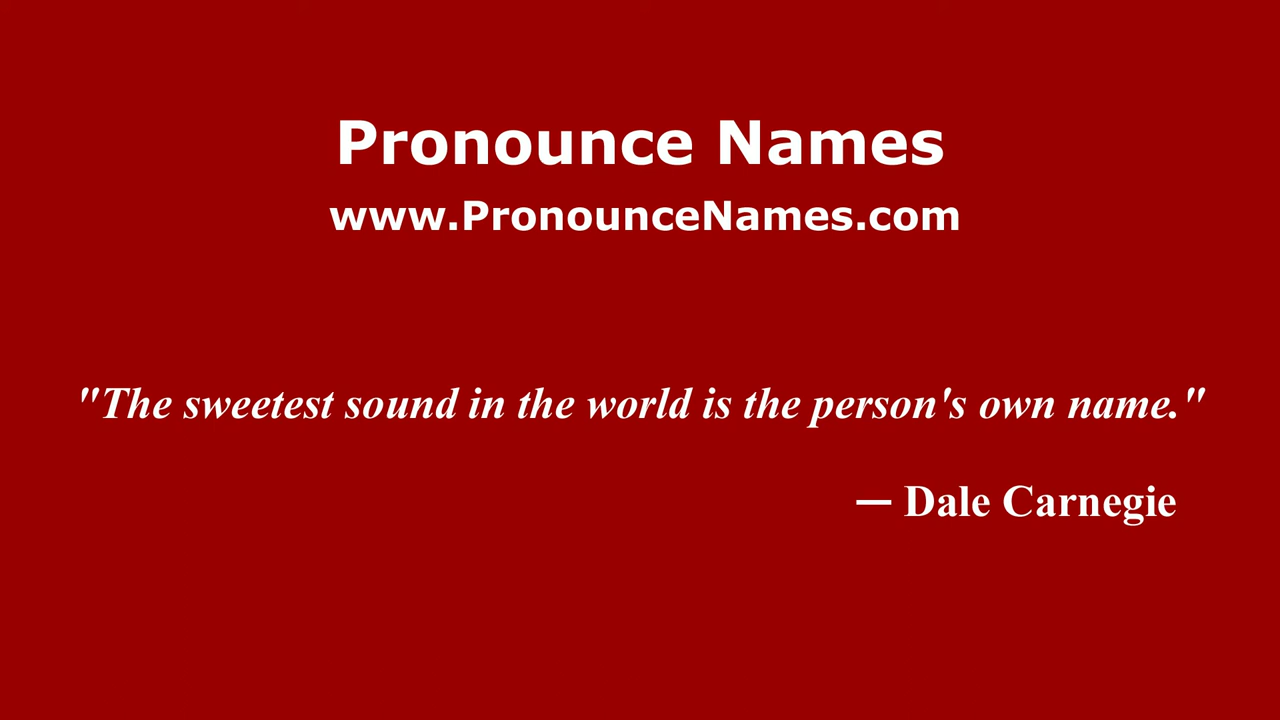 Pronounce Names
www.PronounceNames.com
"The sweetest sound in the world is the person's own name."
— Dale Carnegie